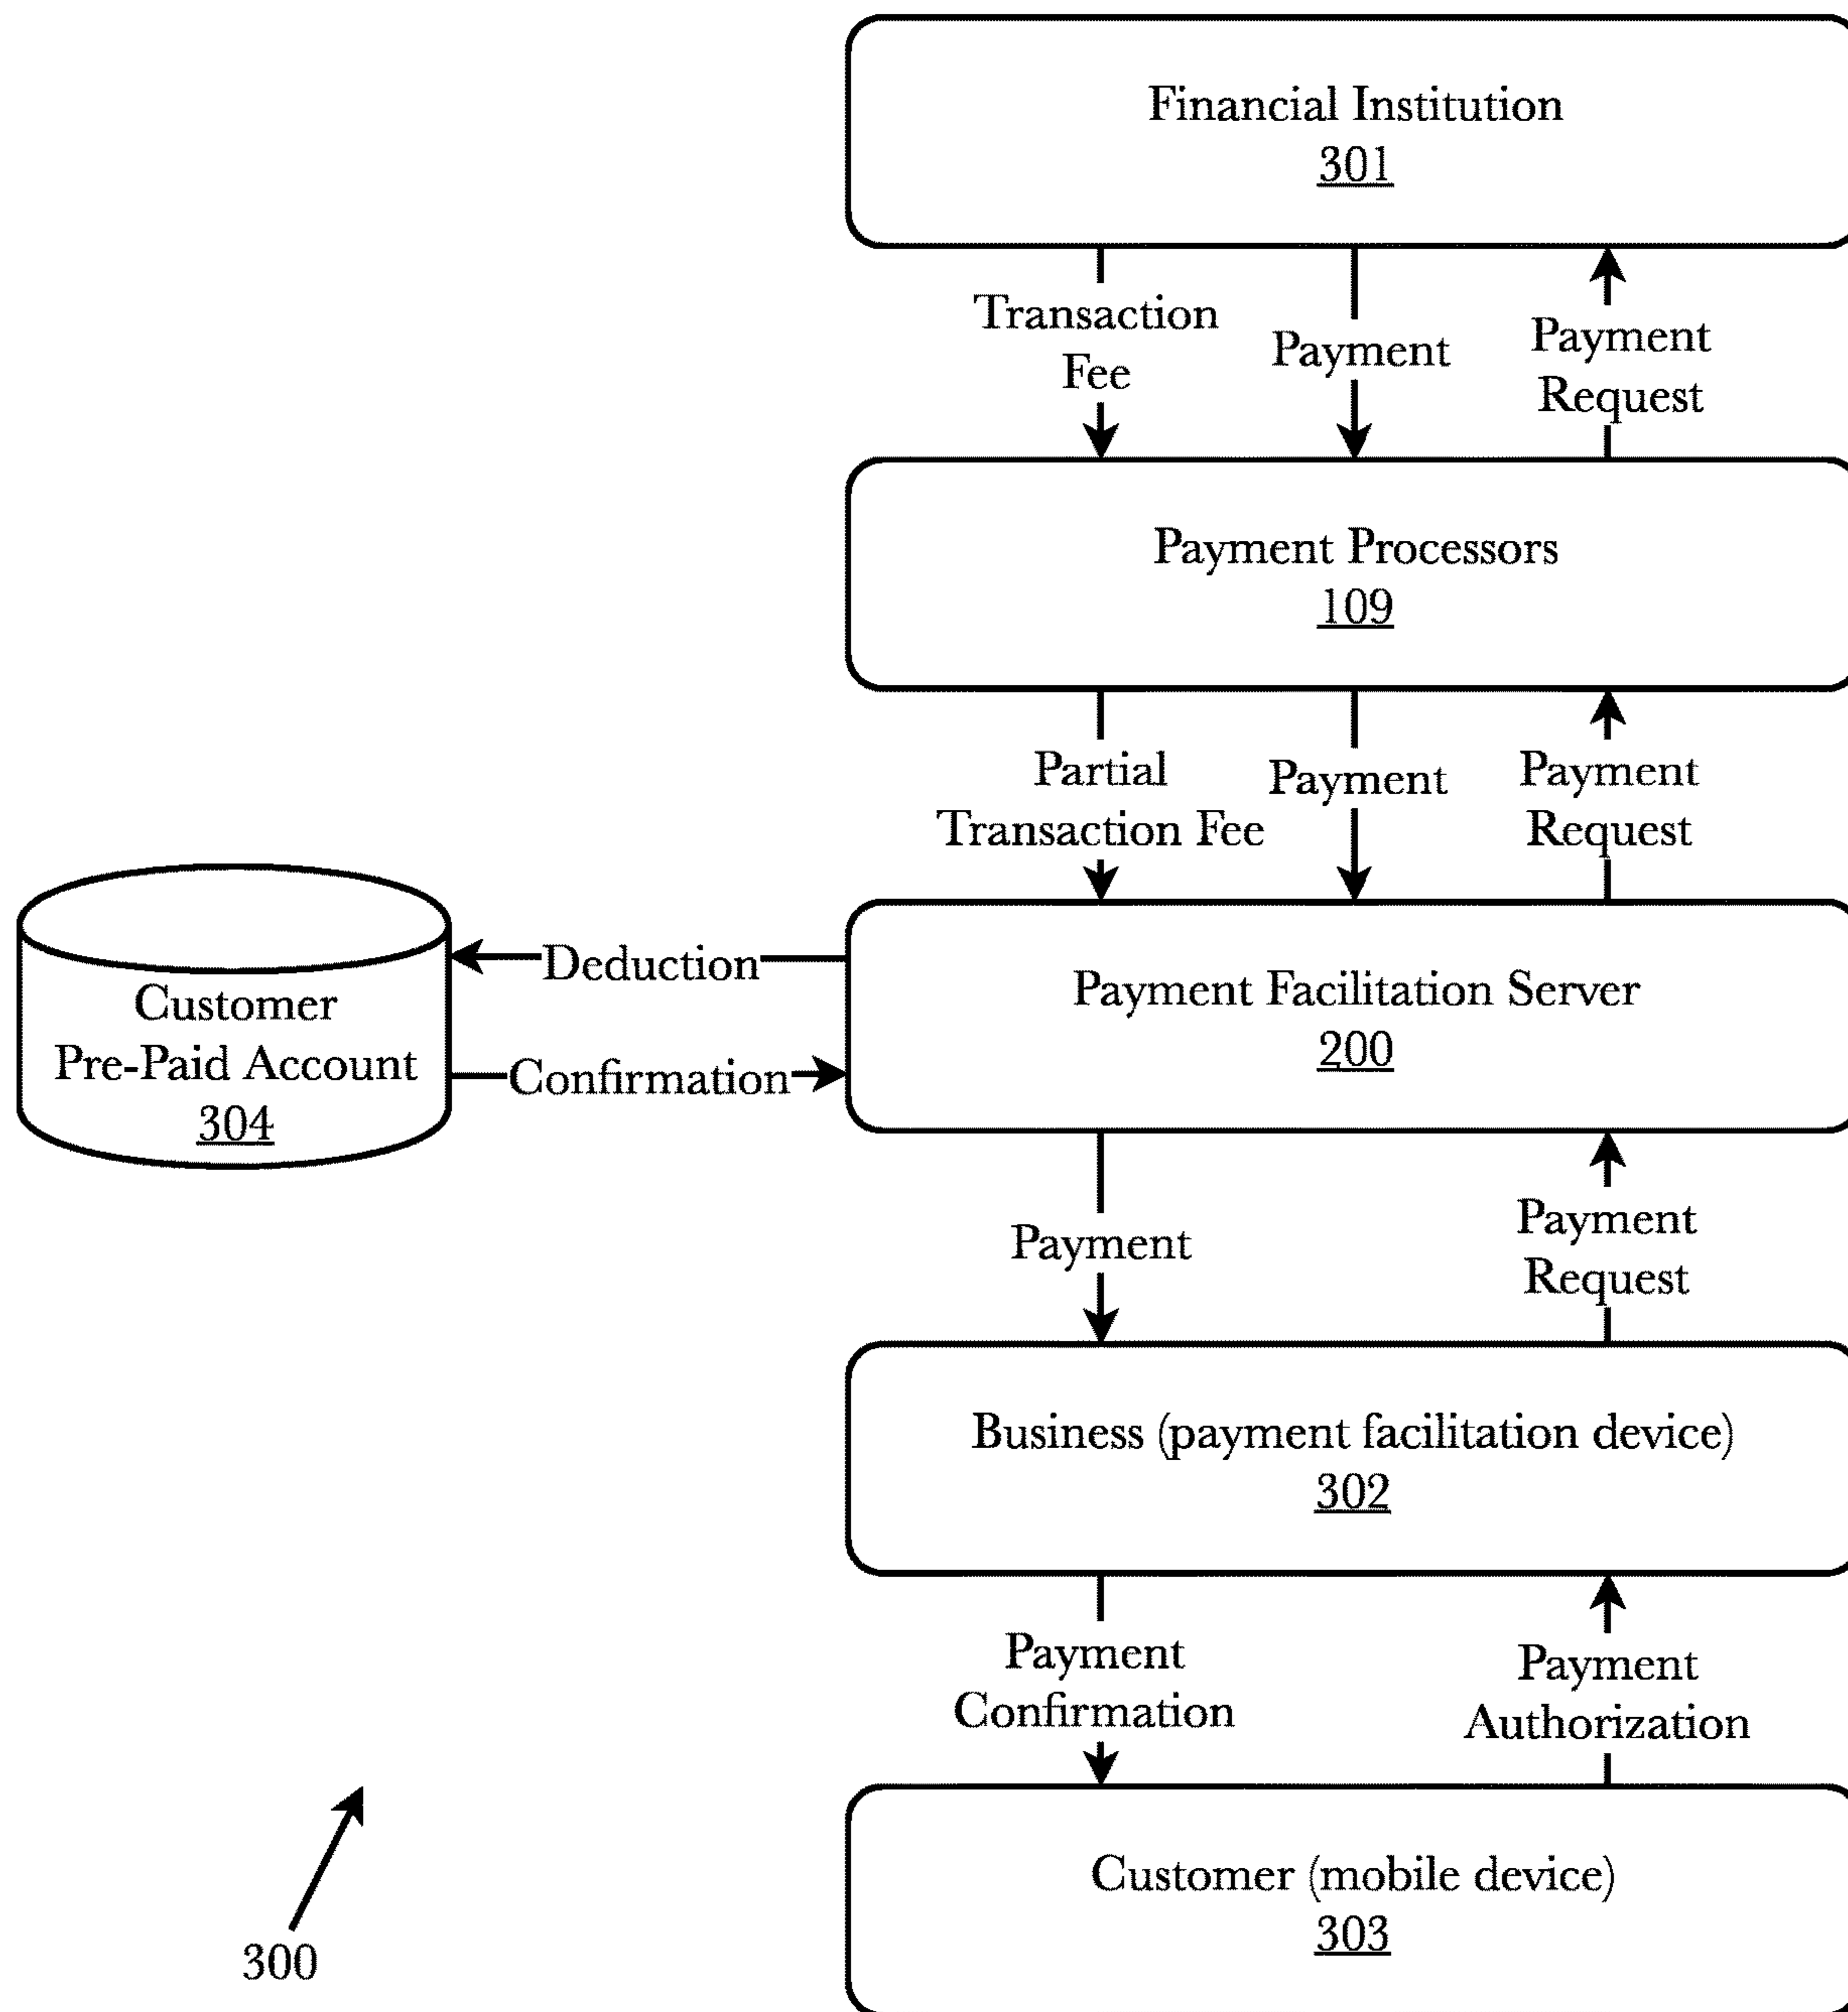 Financial Institution
301
Transaction
Fee
Payment
Payment
Request
Payment Processors
109
Partial
Transaction Fee
Payment
Payment
Request
Customer
Pre-Paid Account
304
Deduction
Confirmation
Payment Facilitation Server
200
Payment
Payment
Request
Business (payment facilitation device)
302
Payment
Confirmation
Payment
Authorization
Customer (mobile device)
303
300